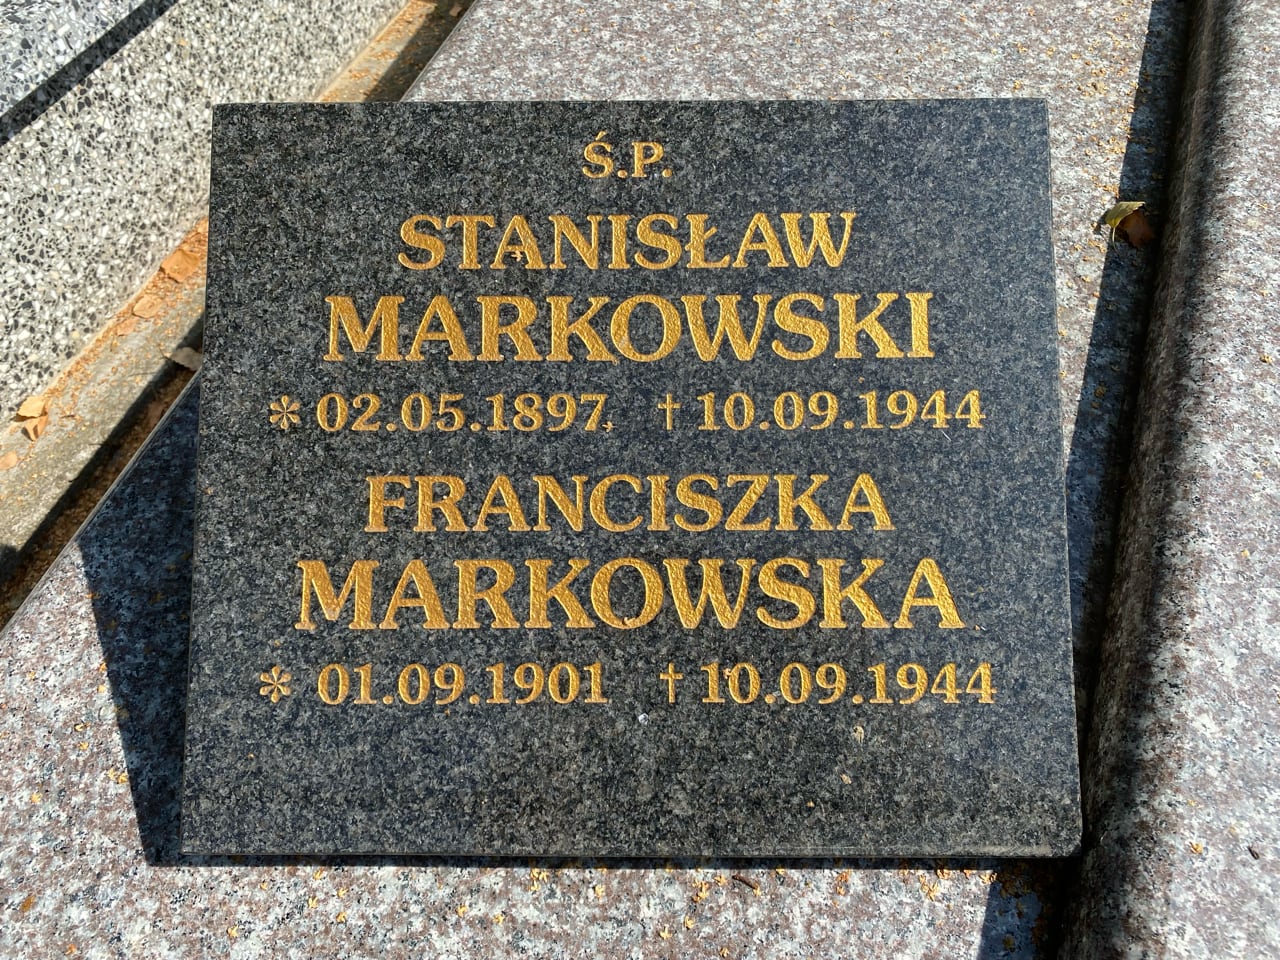 Ś.P.
STANISŁAW
MARKOWSKI
* 02.05.1897 † 10.09.1944
FRANCISZKA
MARKOWSKA
* 01.09.1901 † 10.09.1944